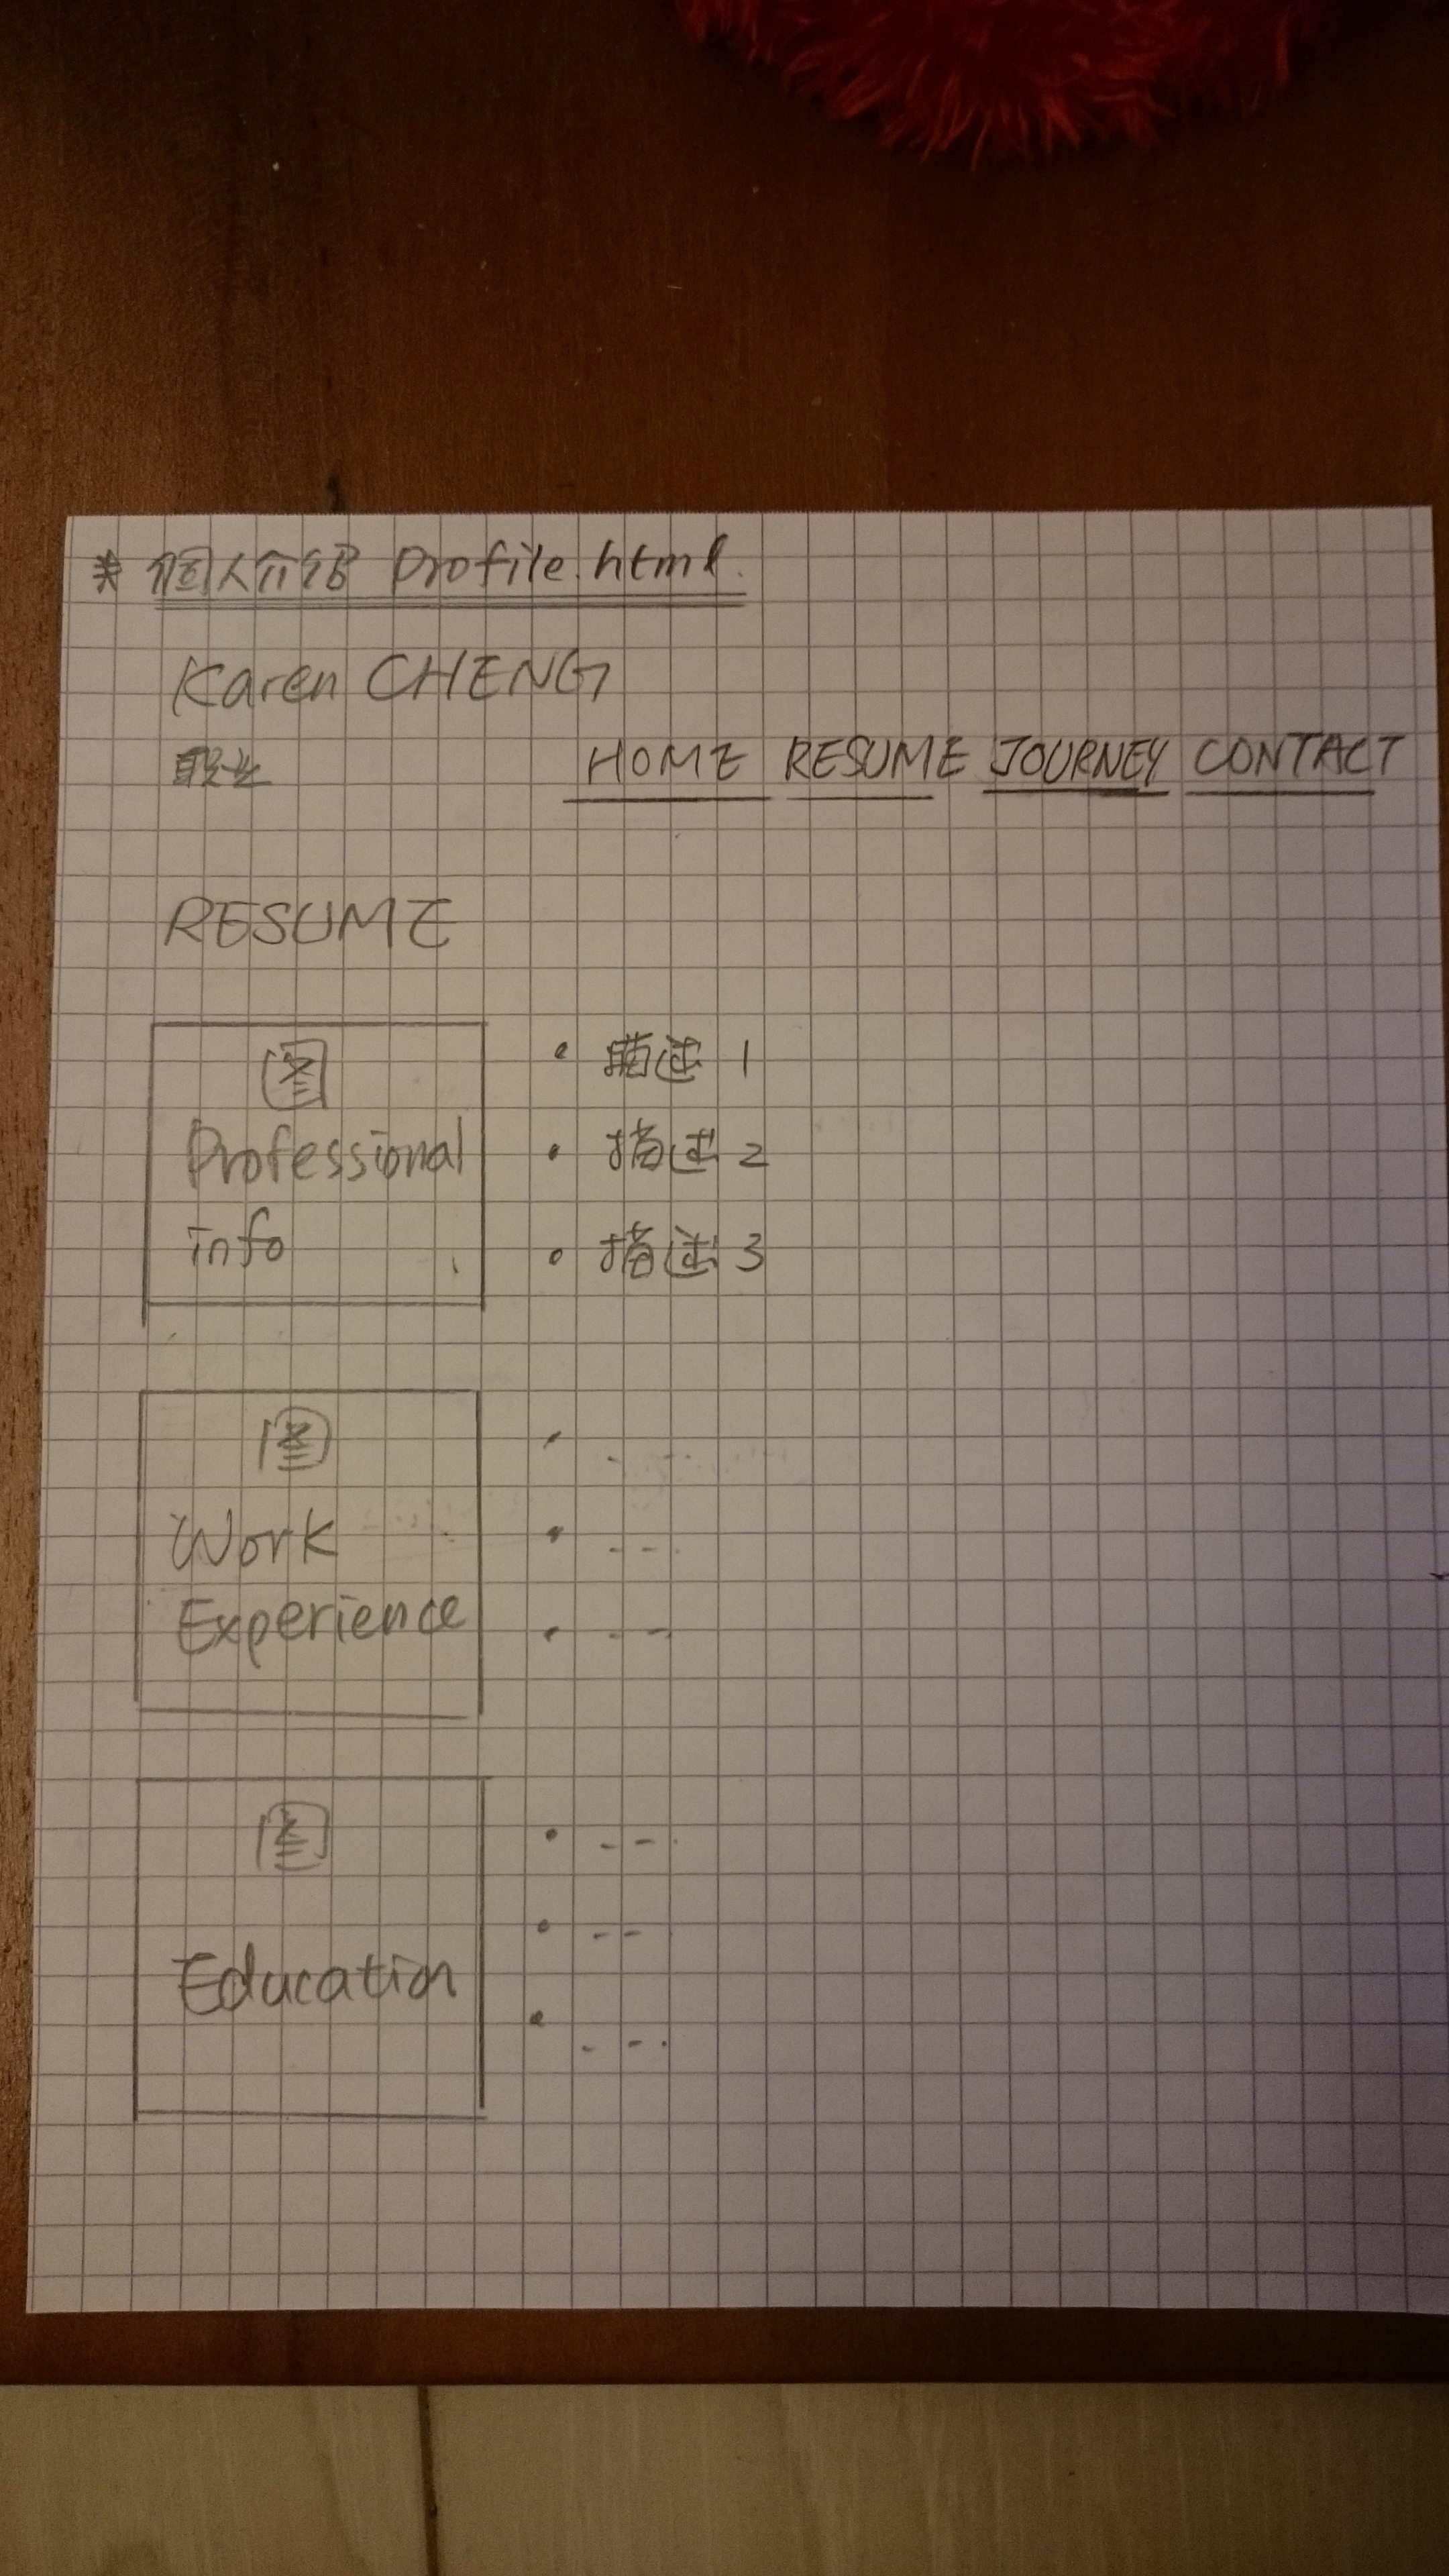 * 個人介紹 profile.html.
Karen CHENG
职业
HOME RESUME JOURNEY CONTACT
RESUME
图
Professional
info
• 描述 1
• 描述 2
• 描述 3
图
Work
Experience
图
Education